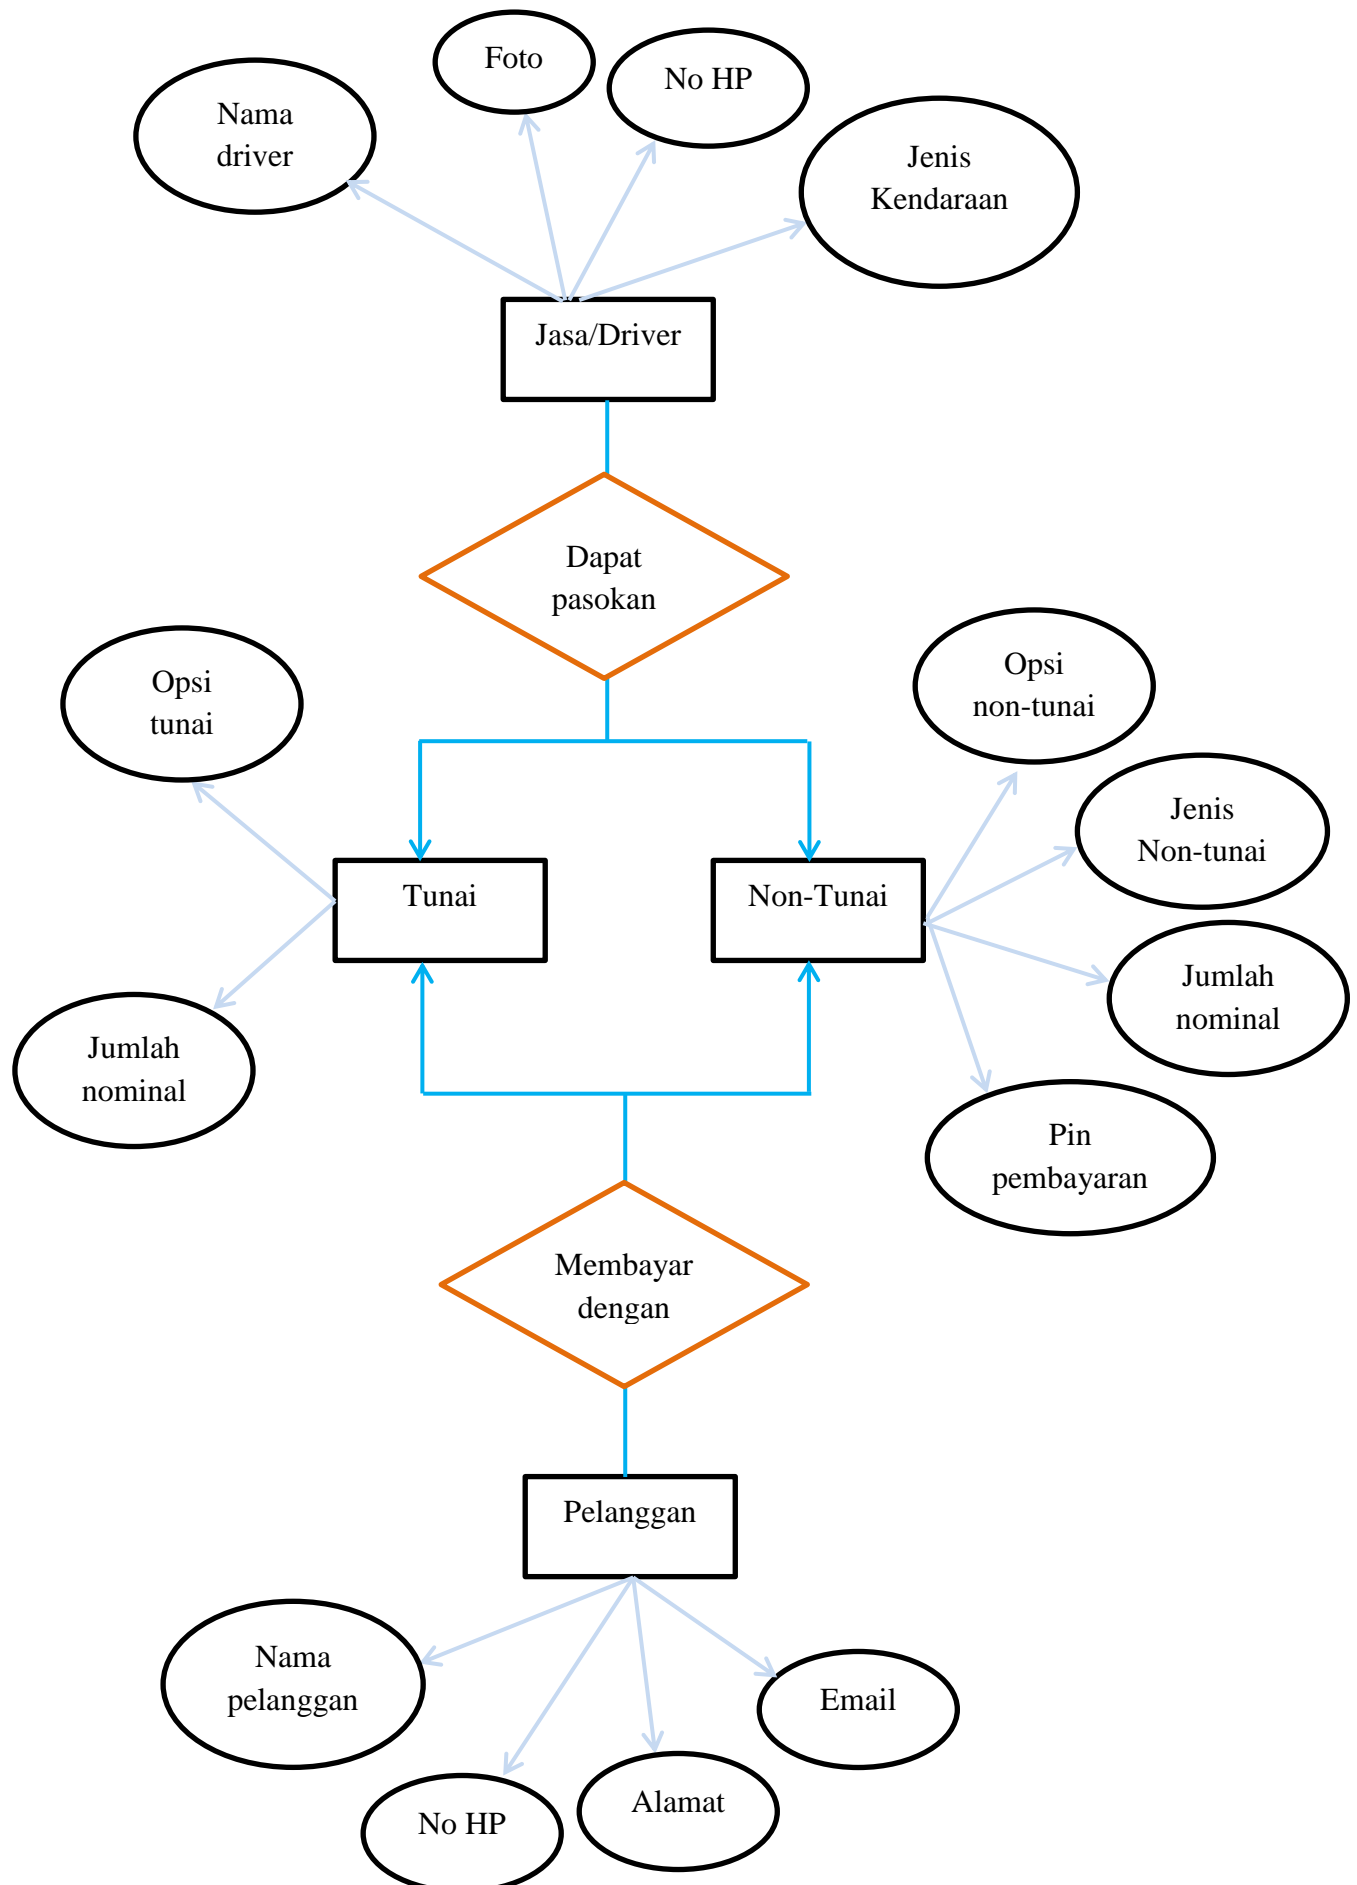 Foto
No HP
Nama
driver
Jenis
Kendaraan
Jasa/Driver
Dapat
pasokan
Opsi
tunai
Opsi
non-tunai
Jenis
Non-tunai
Tunai
Non-Tunai
Jumlah
nominal
Jumlah
nominal
Pin
pembayaran
Membayar
dengan
Pelanggan
Nama
pelanggan
Email
Alamat
No HP